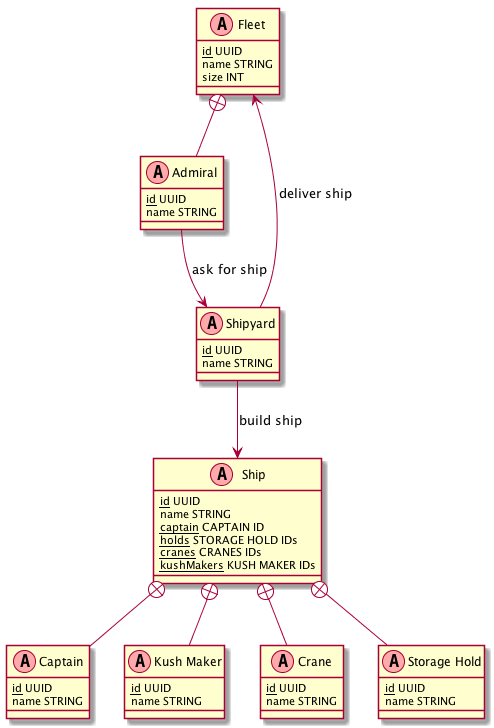 A Fleet
id UUID
name STRING
size INT
A Admiral
id UUID
name STRING
deliver ship
ask for ship
A Shipyard
id UUID
name STRING
build ship
A Ship
id UUID
name STRING
captain CAPTAIN ID
holds STORAGE HOLD IDs
cranes CRANES IDs
kushMakers KUSH MAKER IDs
A Captain
id UUID
name STRING
A Kush Maker
id UUID
name STRING
A Crane
id UUID
name STRING
A Storage Hold
id UUID
name STRING